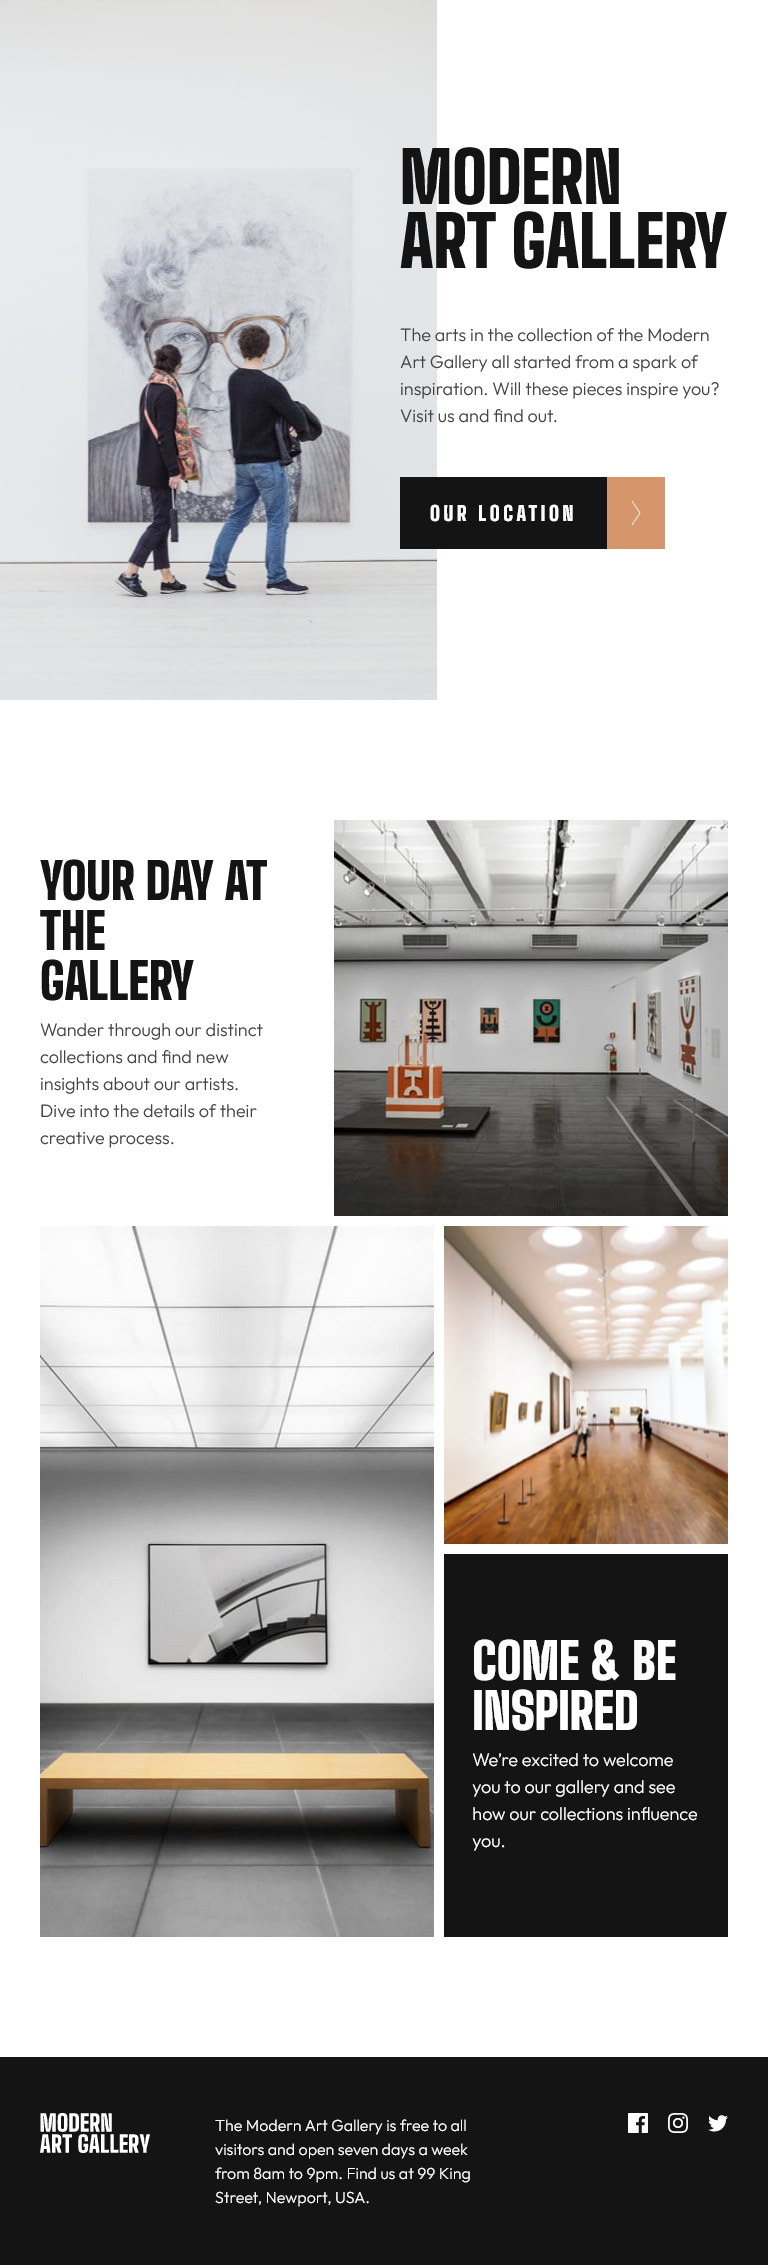 MODERN
ART GALLERY
The arts in the collection of the Modern
Art Gallery all started from a spark of
inspiration. Will these pieces inspire you?
Visit us and find out.
OUR LOCATION
YOUR DAY AT
THE
GALLERY
Wander through our distinct
collections and find new
insights about our artists.
Dive into the details of their
creative process.
COME & BE
INSPIRED
We’re excited to welcome
you to our gallery and see
how our collections influence
you.
MODERN
ART GALLERY
The Modern Art Gallery is free to all
visitors and open seven days a week
from 8am to 9pm. Find us at 99 King
Street, Newport, USA.